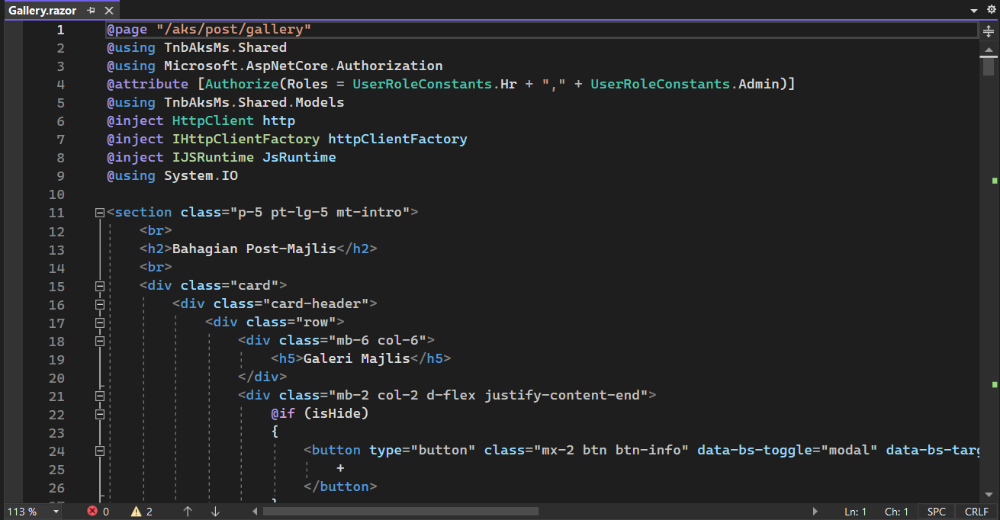 Gallery.razor
1 @page "/aks/post/gallery"
2 @using TnbAksMs.Shared
3 @using Microsoft.AspNetCore.Authorization
4 @attribute [Authorize(Roles = UserRoleConstants.Hr + "," + UserRoleConstants.Admin)]
5 @using TnbAksMs.Shared.Models
6 @inject HttpClient http
7 @inject IHttpClientFactory httpClientFactory
8 @inject IJSRuntime JsRuntime
9 @using System.IO
10
11 <section class="p-5 pt-lg-5 mt-intro">
12 <br>
13 <h2>Bahagian Post-Majlis</h2>
14 <br>
15 <div class="card">
16 <div class="card-header">
17 <div class="row">
18 <div class="mb-6 col-6">
19 <h5>Galeri Majlis</h5>
20 </div>
21 <div class="mb-2 col-2 d-flex justify-content-end">
22 @if (isHide)
23 {
24 <button type="button" class="mx-2 btn btn-info" data-bs-toggle="modal" data-bs-targ
25 +
26 </button>
113 % 0 2 Ln: 1 Ch: 1 SPC CRLF